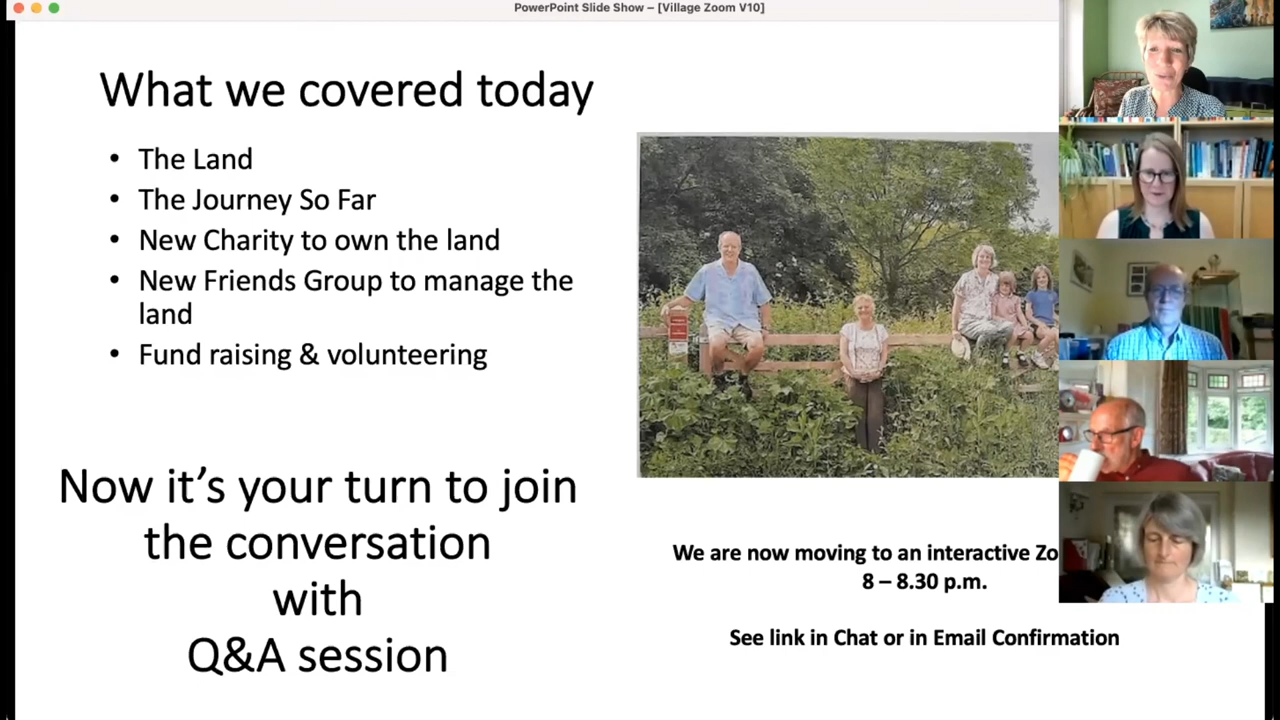 PowerPoint Slide Show – [Village Zoom V10]
What we covered today
• The Land
• The Journey So Far
• New Charity to own the land
• New Friends Group to manage the
land
• Fund raising & volunteering
Now it's your turn to join
the conversation
with
Q&A session
We are now moving to an interactive Zo
8 – 8.30 p.m.
See link in Chat or in Email Confirmation